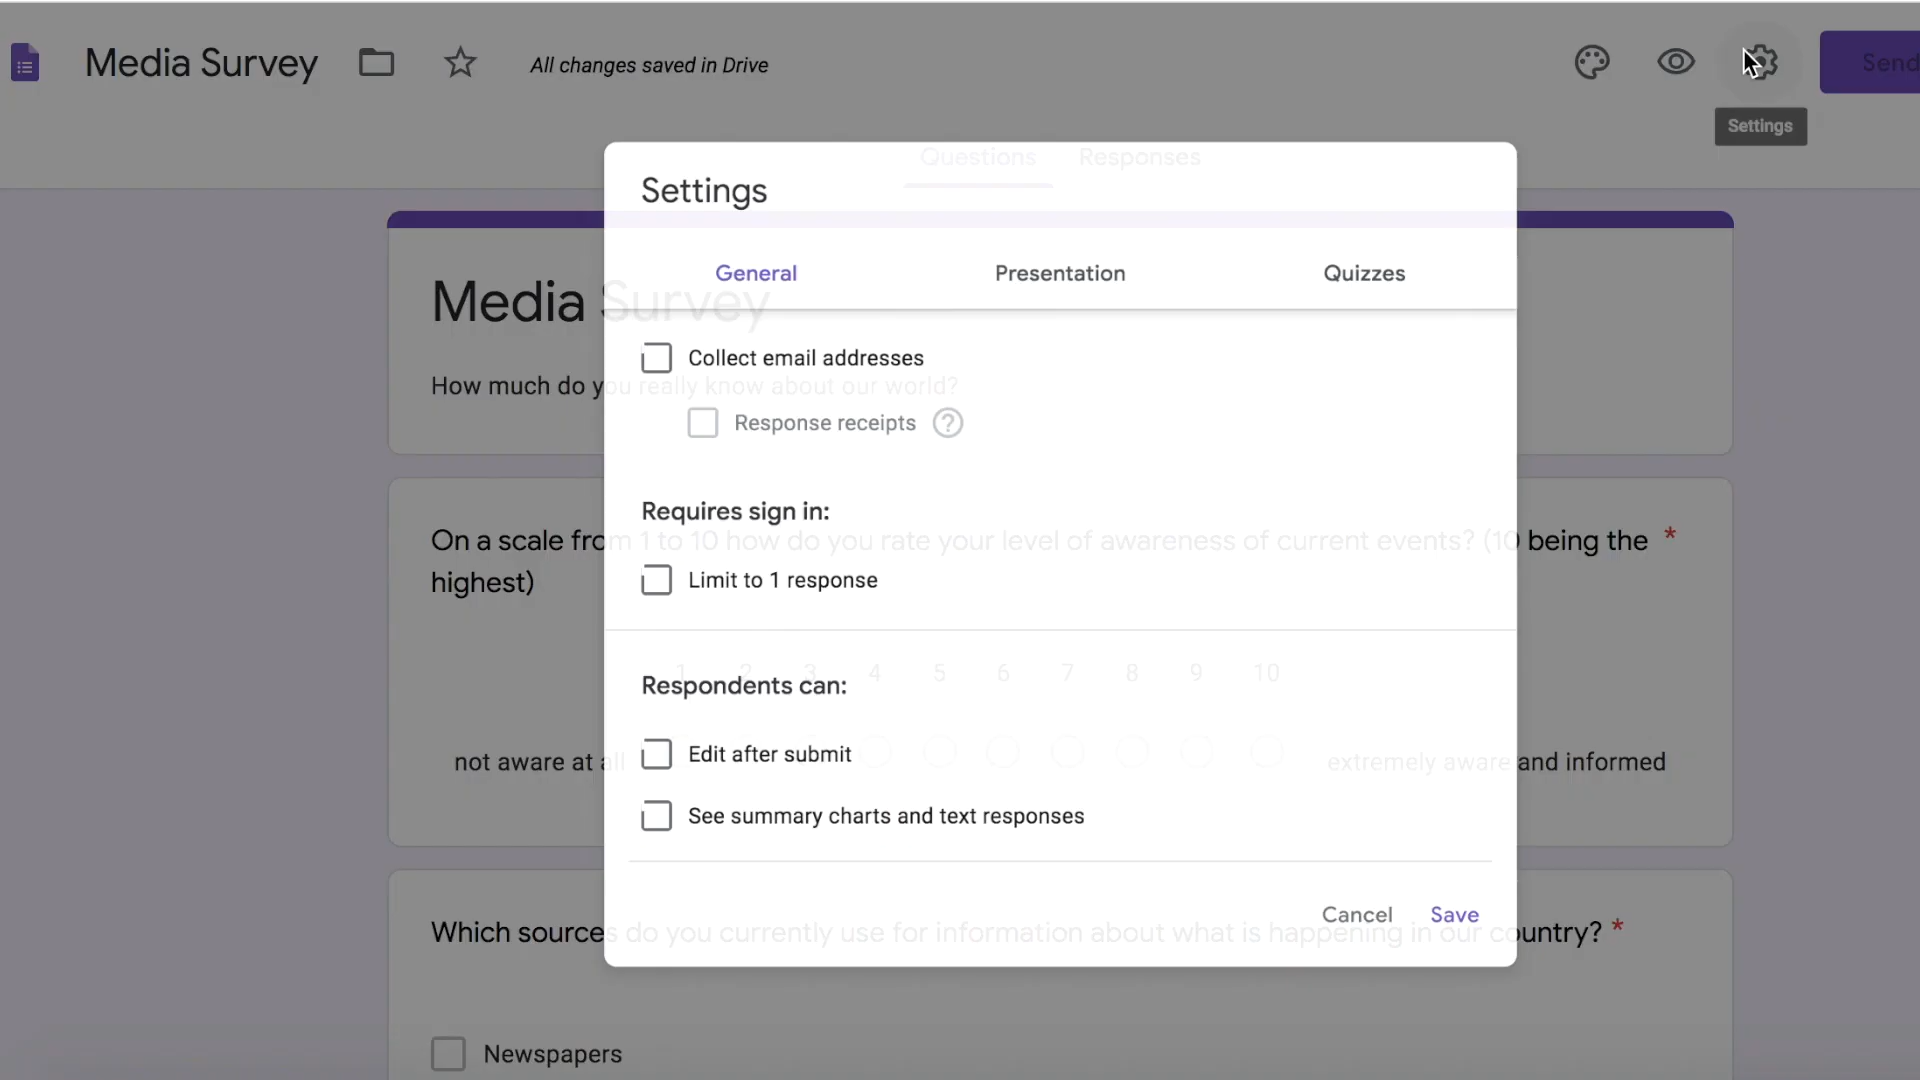 Media Survey
All changes saved in Drive
Send
Settings
Questions Responses
Settings
General Presentation Quizzes
Media Survey
Collect email addresses
How much do you really know about our world?
Response receipts ?
Requires sign in:
On a scale from 1 to 10 how do you rate your level of awareness of current events? (10 being the *
highest)
Limit to 1 response
1 2 3 4 5 6 7 8 9 10
Respondents can:
Edit after submit
not aware at all extremely aware and informed
See summary charts and text responses
Cancel Save
Which sources do you currently use for information about what is happening in our country? *
Newspapers